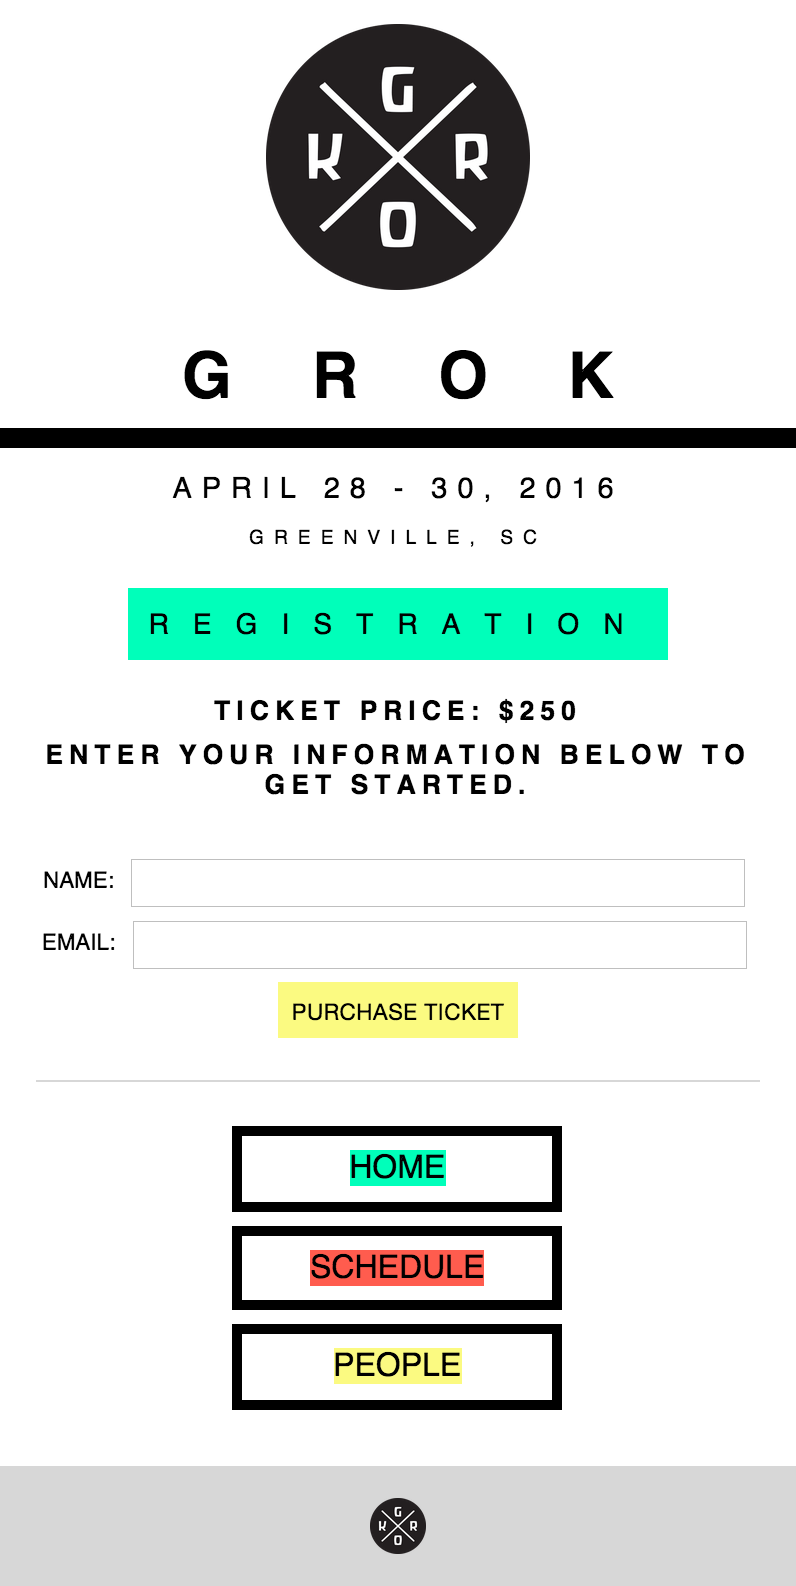 G
K R
O
G R O K
APRIL 28 - 30, 2016
GREENVILLE, SC
REGISTRATION
TICKET PRICE: $250
ENTER YOUR INFORMATION BELOW TO
GET STARTED.
NAME:
EMAIL:
PURCHASE TICKET
HOME
SCHEDULE
PEOPLE
G
K R
O